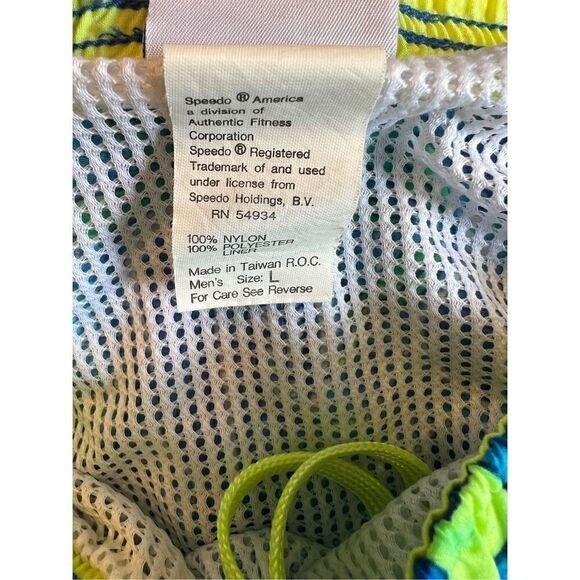 Speedo ® America
a division of
Authentic Fitness
Corporation
Speedo ® Registered
Trademark of and used
under license from
Speedo Holdings, B.V.
RN 54934
100% NYLON
100% POLYESTER
LINER
Made in Taiwan R.O.C.
Men's Size: L
For Care See Reverse